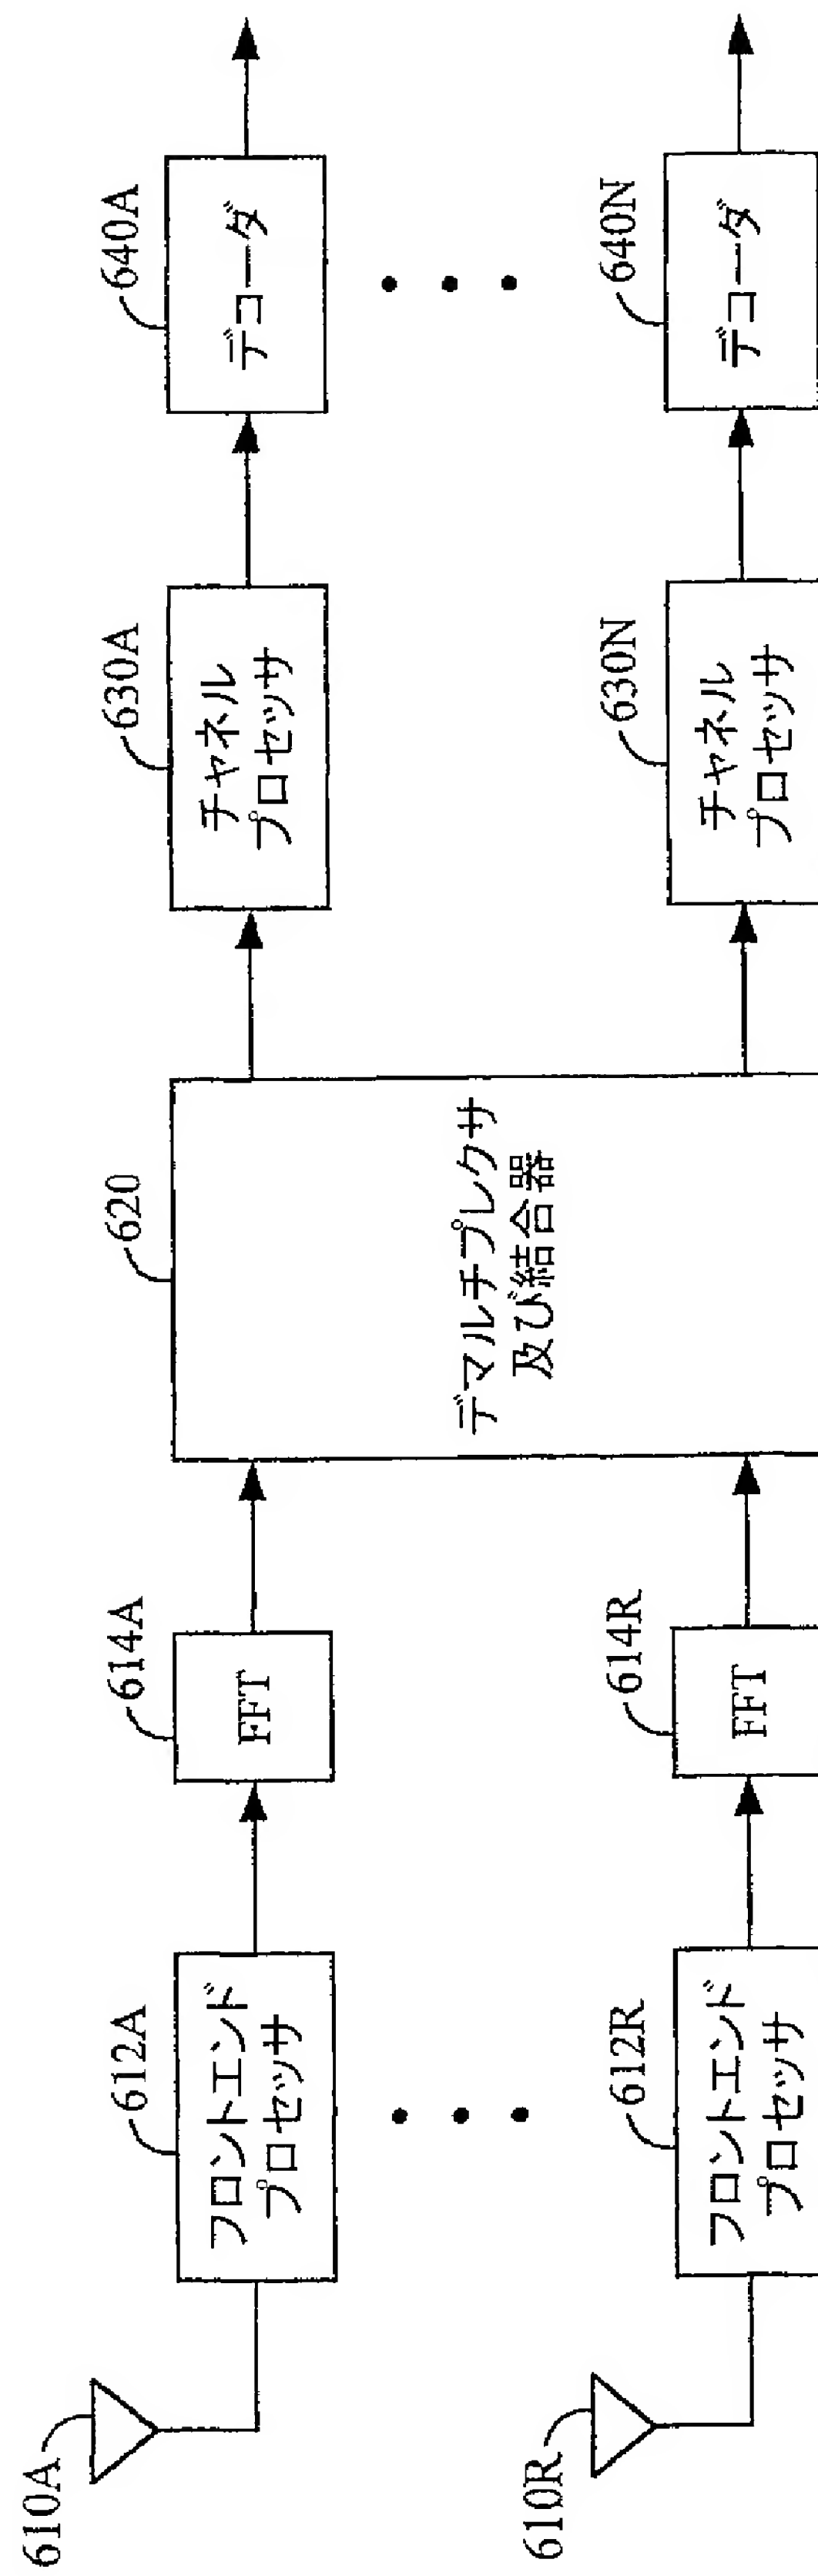 610A
612A
フロントエンド
プロセッサ
614A
FFT
620
デマルチプレクサ
及び結合器
630A
チャネル
プロセッサ
640A
デコーダ
610R
612R
フロントエンド
プロセッサ
614R
FFT
630N
チャネル
プロセッサ
640N
デコーダ